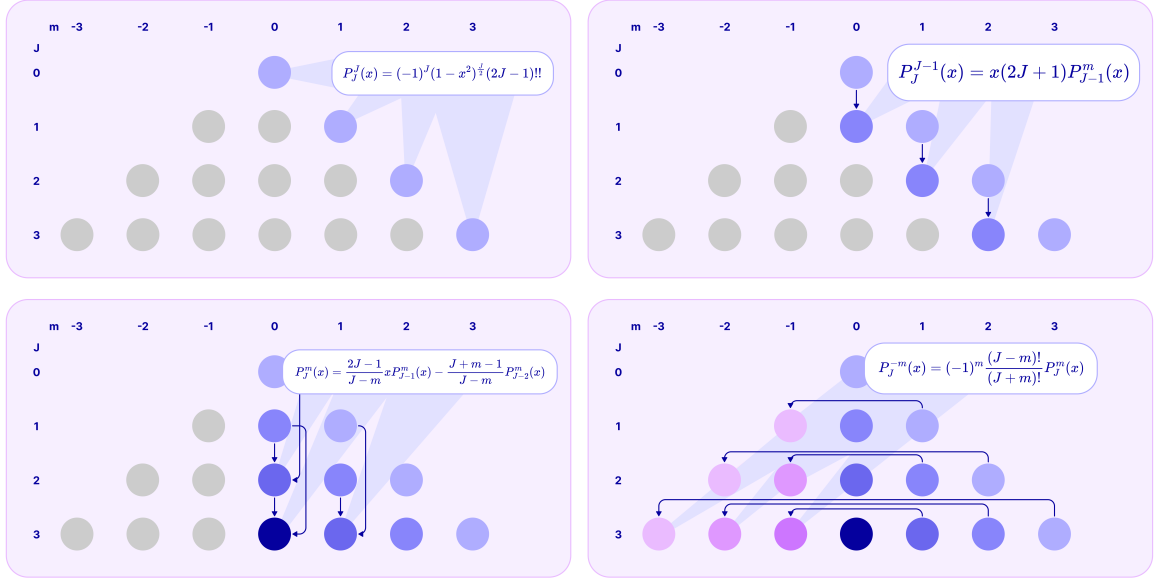 m -3 -2 -1 0 1 2 3
J
0
P_J^J(x) = (−1)^J(1 − x^2)^{\frac{J}{2}}(2J − 1)!!
1
2
3
m -3 -2 -1 0 1 2 3
J
0
P_J^{J−1}(x) = x(2J + 1)P_{J−1}^m(x)
1
2
3
m -3 -2 -1 0 1 2 3
J
0
P_J^m(x) = \frac{2J − 1}{J − m}xP_{J−1}^m(x) − \frac{J + m − 1}{J − m}P_{J−2}^m(x)
1
2
3
m -3 -2 -1 0 1 2 3
J
0
P_J^{−m}(x) = (−1)^m\frac{(J − m)!}{(J + m)!}P_J^m(x)
1
2
3